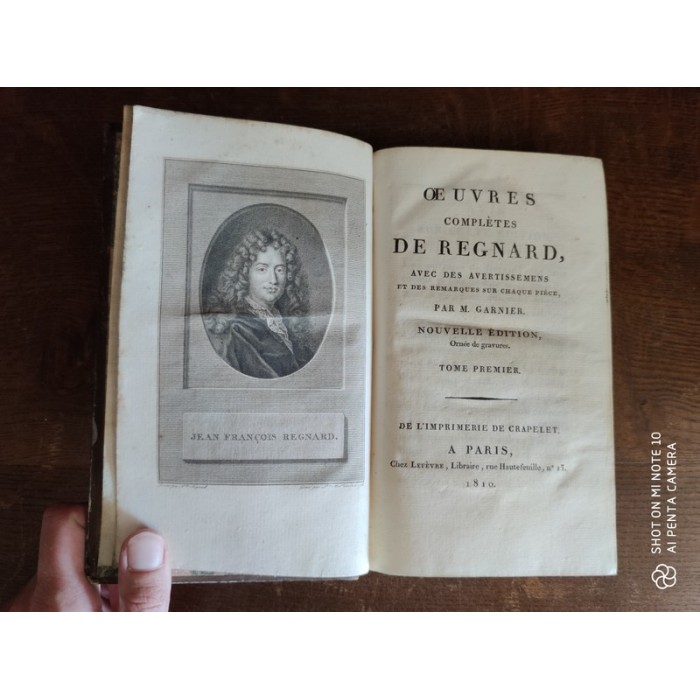 JEAN FRANÇOIS REGNARD.
ŒUVRES
COMPLÈTES
DE REGNARD,
AVEC DES AVERTISSEMENS
ET DES REMARQUES SUR CHAQUE PIÈCE,
PAR M. GARNIER.
NOUVELLE ÉDITION,
Ornée de gravures.
TOME PREMIER.
DE L'IMPRIMERIE DE CRAPELET.
A PARIS,
Chez LEFÈVRE, Libraire, rue Hautefeuille, n° 13.
1810.
SHOT ON MI NOTE 10
AI PENTA CAMERA